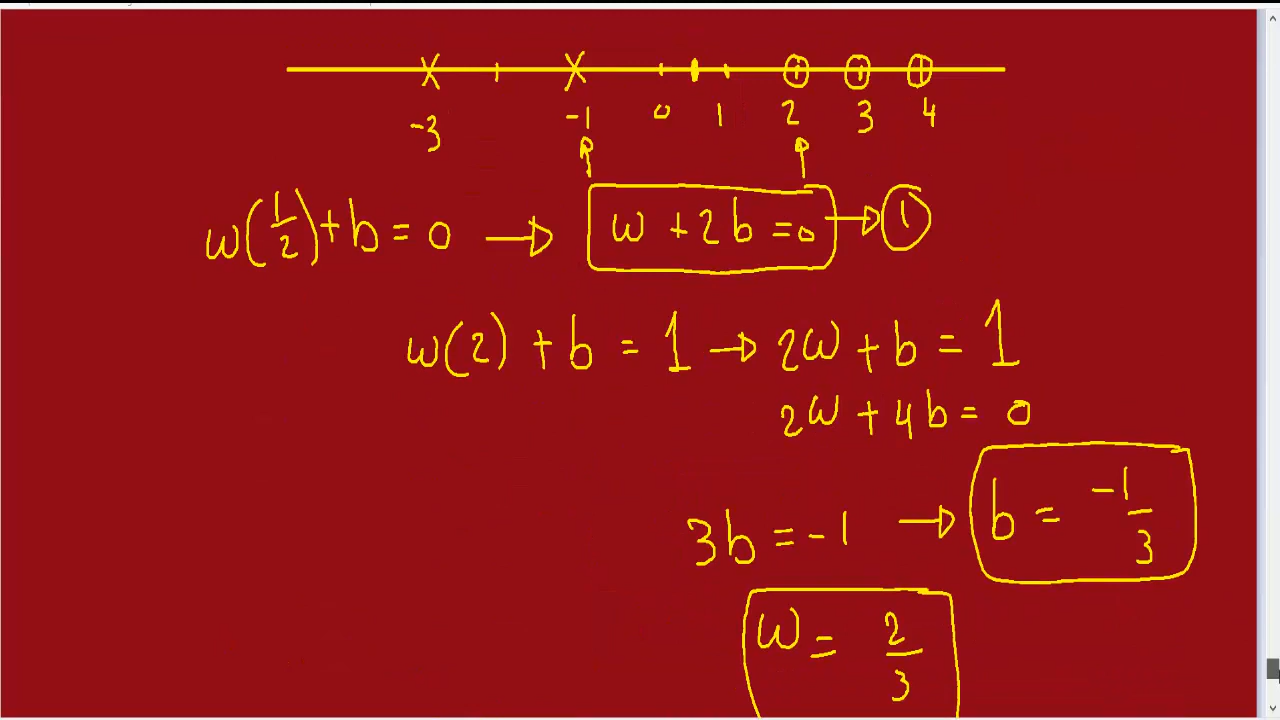 -3 -1 0 1 2 3 4
w(1/2) + b = 0 → w + 2b = 0 → ①
w(2) + b = 1 → 2w + b = 1
2w + 4b = 0
3b = -1 → b = -1/3
w = 2/3